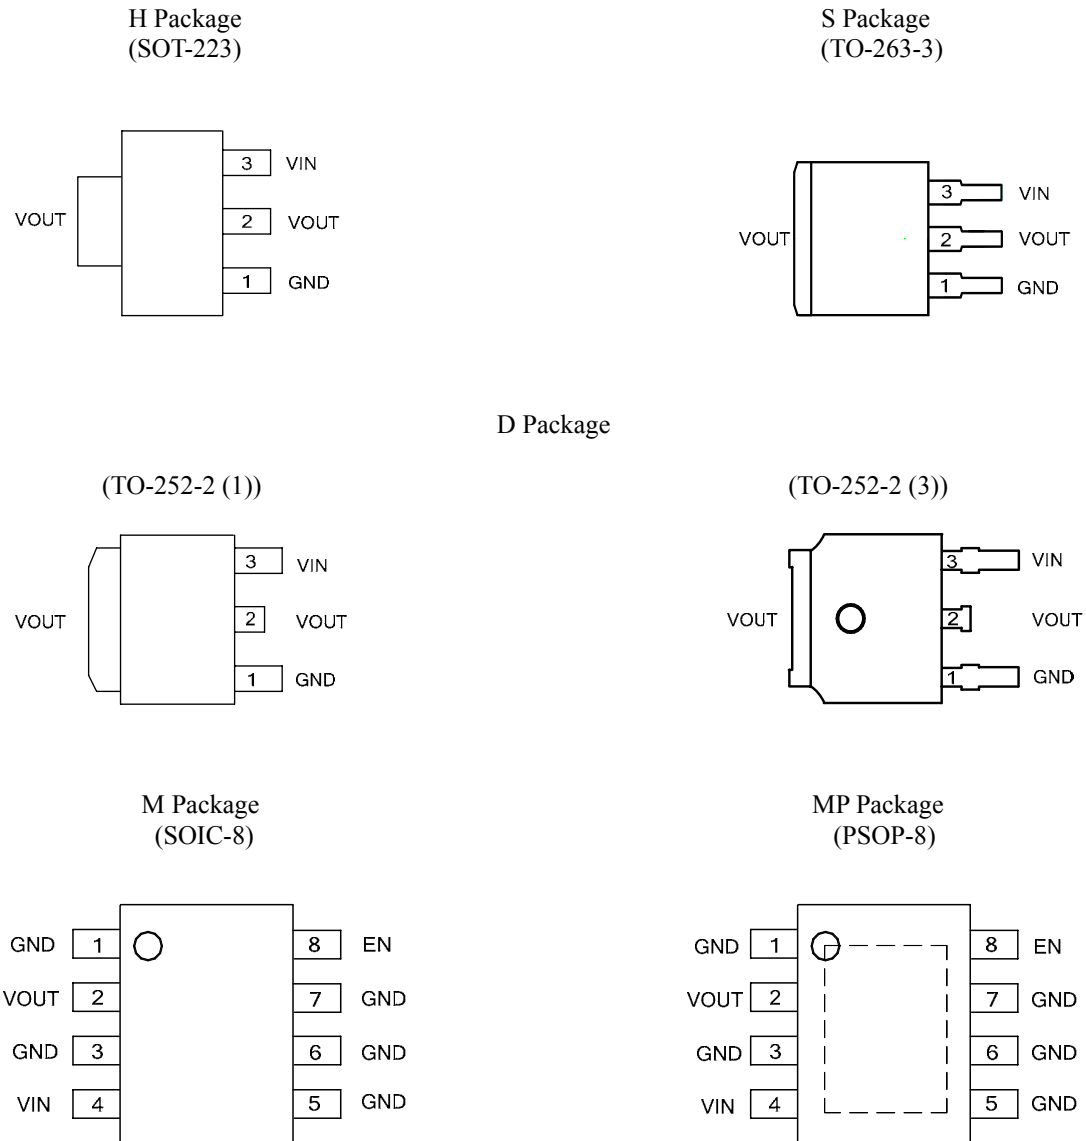 H Package
(SOT-223)
S Package
(TO-263-3)
3 VIN
VOUT
2 VOUT
1 GND
3 VIN
VOUT
2 VOUT
1 GND
D Package
(TO-252-2 (1))
(TO-252-2 (3))
3 VIN
VOUT
2 VOUT
1 GND
3 VIN
VOUT
2 VOUT
1 GND
M Package
(SOIC-8)
MP Package
(PSOP-8)
GND 1 8 EN
VOUT 2 7 GND
GND 3 6 GND
VIN 4 5 GND
GND 1 8 EN
VOUT 2 7 GND
GND 3 6 GND
VIN 4 5 GND